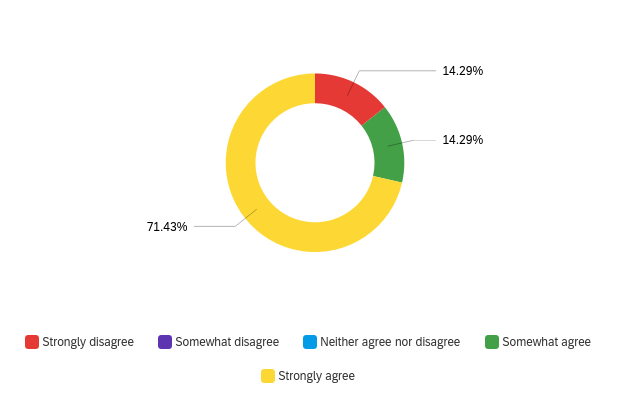 14.29%
14.29%
71.43%
Strongly disagree Somewhat disagree Neither agree nor disagree Somewhat agree
Strongly agree